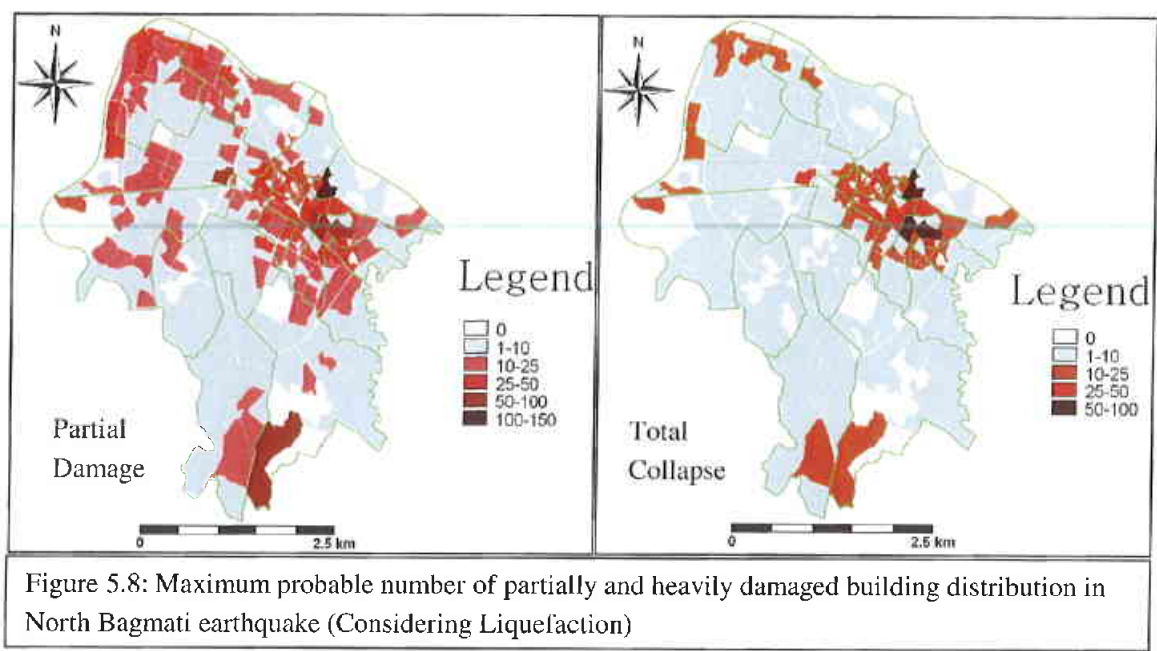 N
Legend
0
1-10
10-25
25-50
50-100
100-150
Partial
Damage
0
2.5 km
N
Legend
0
1-10
10-25
25-50
50-100
Total
Collapse
0
2.5 km
Figure 5.8: Maximum probable number of partially and heavily damaged building distribution in
North Bagmati earthquake (Considering Liquefaction)